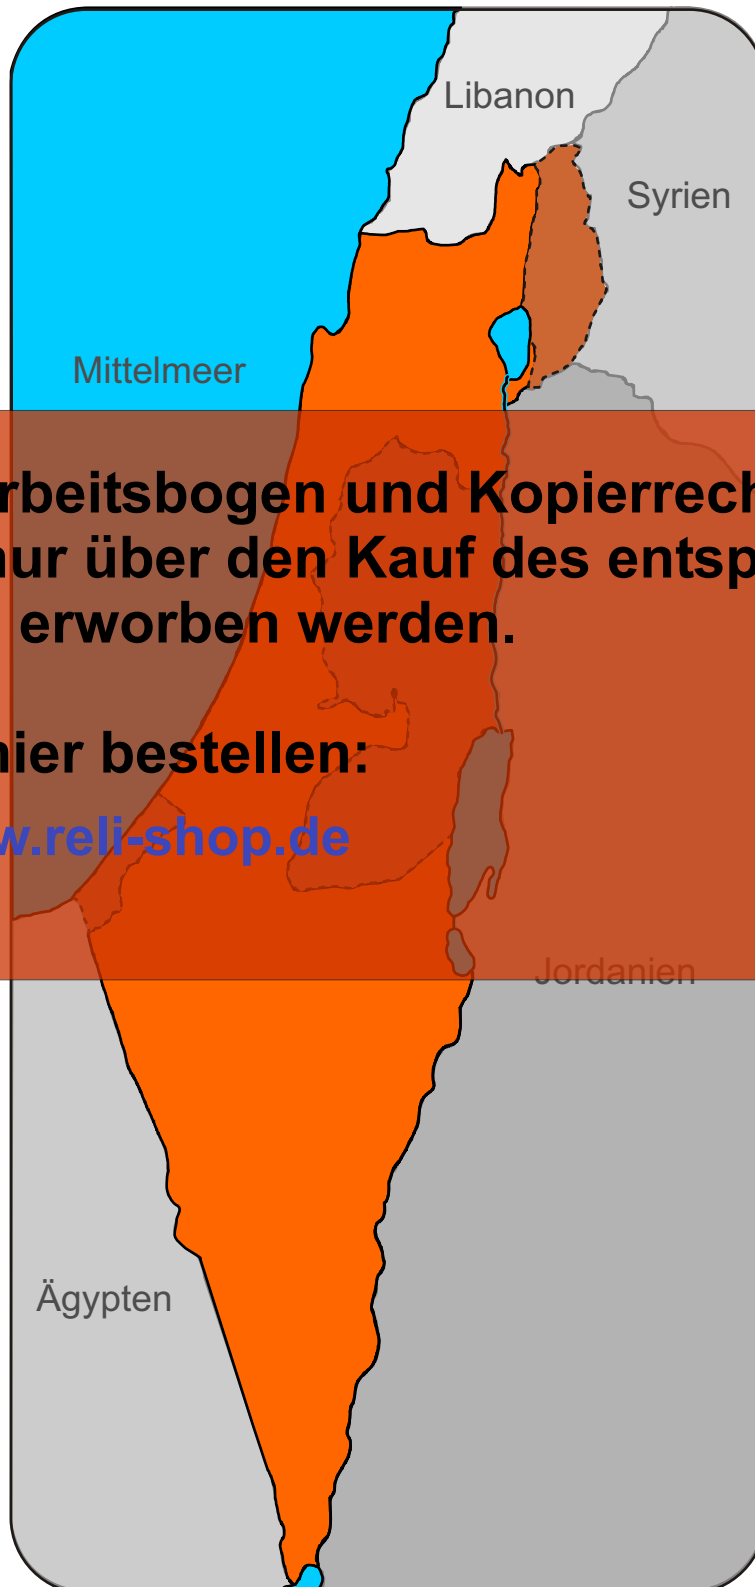 Libanon
Syrien
Mittelmeer
rbeitsbogen und Kopierrech
nur über den Kauf des entsp
erworben werden.
hier bestellen:
w.reli-shop.de
Jordanien
Ägypten